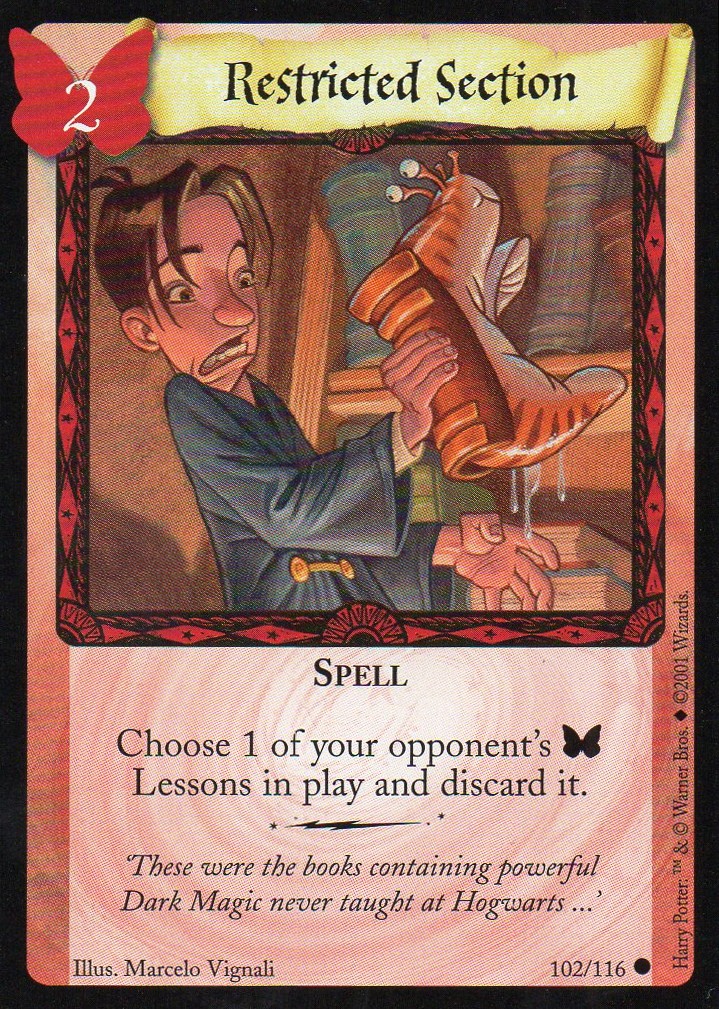 2
Restricted Section
SPELL
Choose 1 of your opponent's
Lessons in play and discard it.
‘These were the books containing powerful
Dark Magic never taught at Hogwarts ...’
Illus. Marcelo Vignali
102/116
Harry Potter: ™ & © Warner Bros. ♦ ©2001 Wizards.